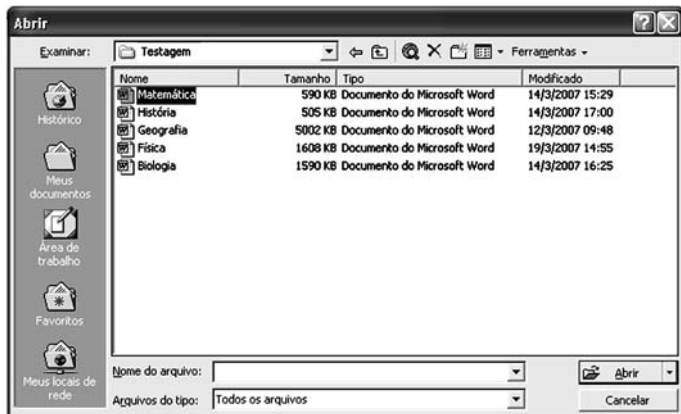 Abrir
Examinar: Testagem Ferramentas
Nome Tamanho Tipo Modificado
Matemática 590 KB Documento do Microsoft Word 14/3/2007 15:29
História 505 KB Documento do Microsoft Word 14/3/2007 17:00
Geografia 5002 KB Documento do Microsoft Word 12/3/2007 09:48
Física 1608 KB Documento do Microsoft Word 19/3/2007 14:55
Biologia 1590 KB Documento do Microsoft Word 14/3/2007 16:25
Histórico
Meus
documentos
Área de
trabalho
Favoritos
Meus locais de
rede
Nome do arquivo: Abrir
Arquivos do tipo: Todos os arquivos Cancelar